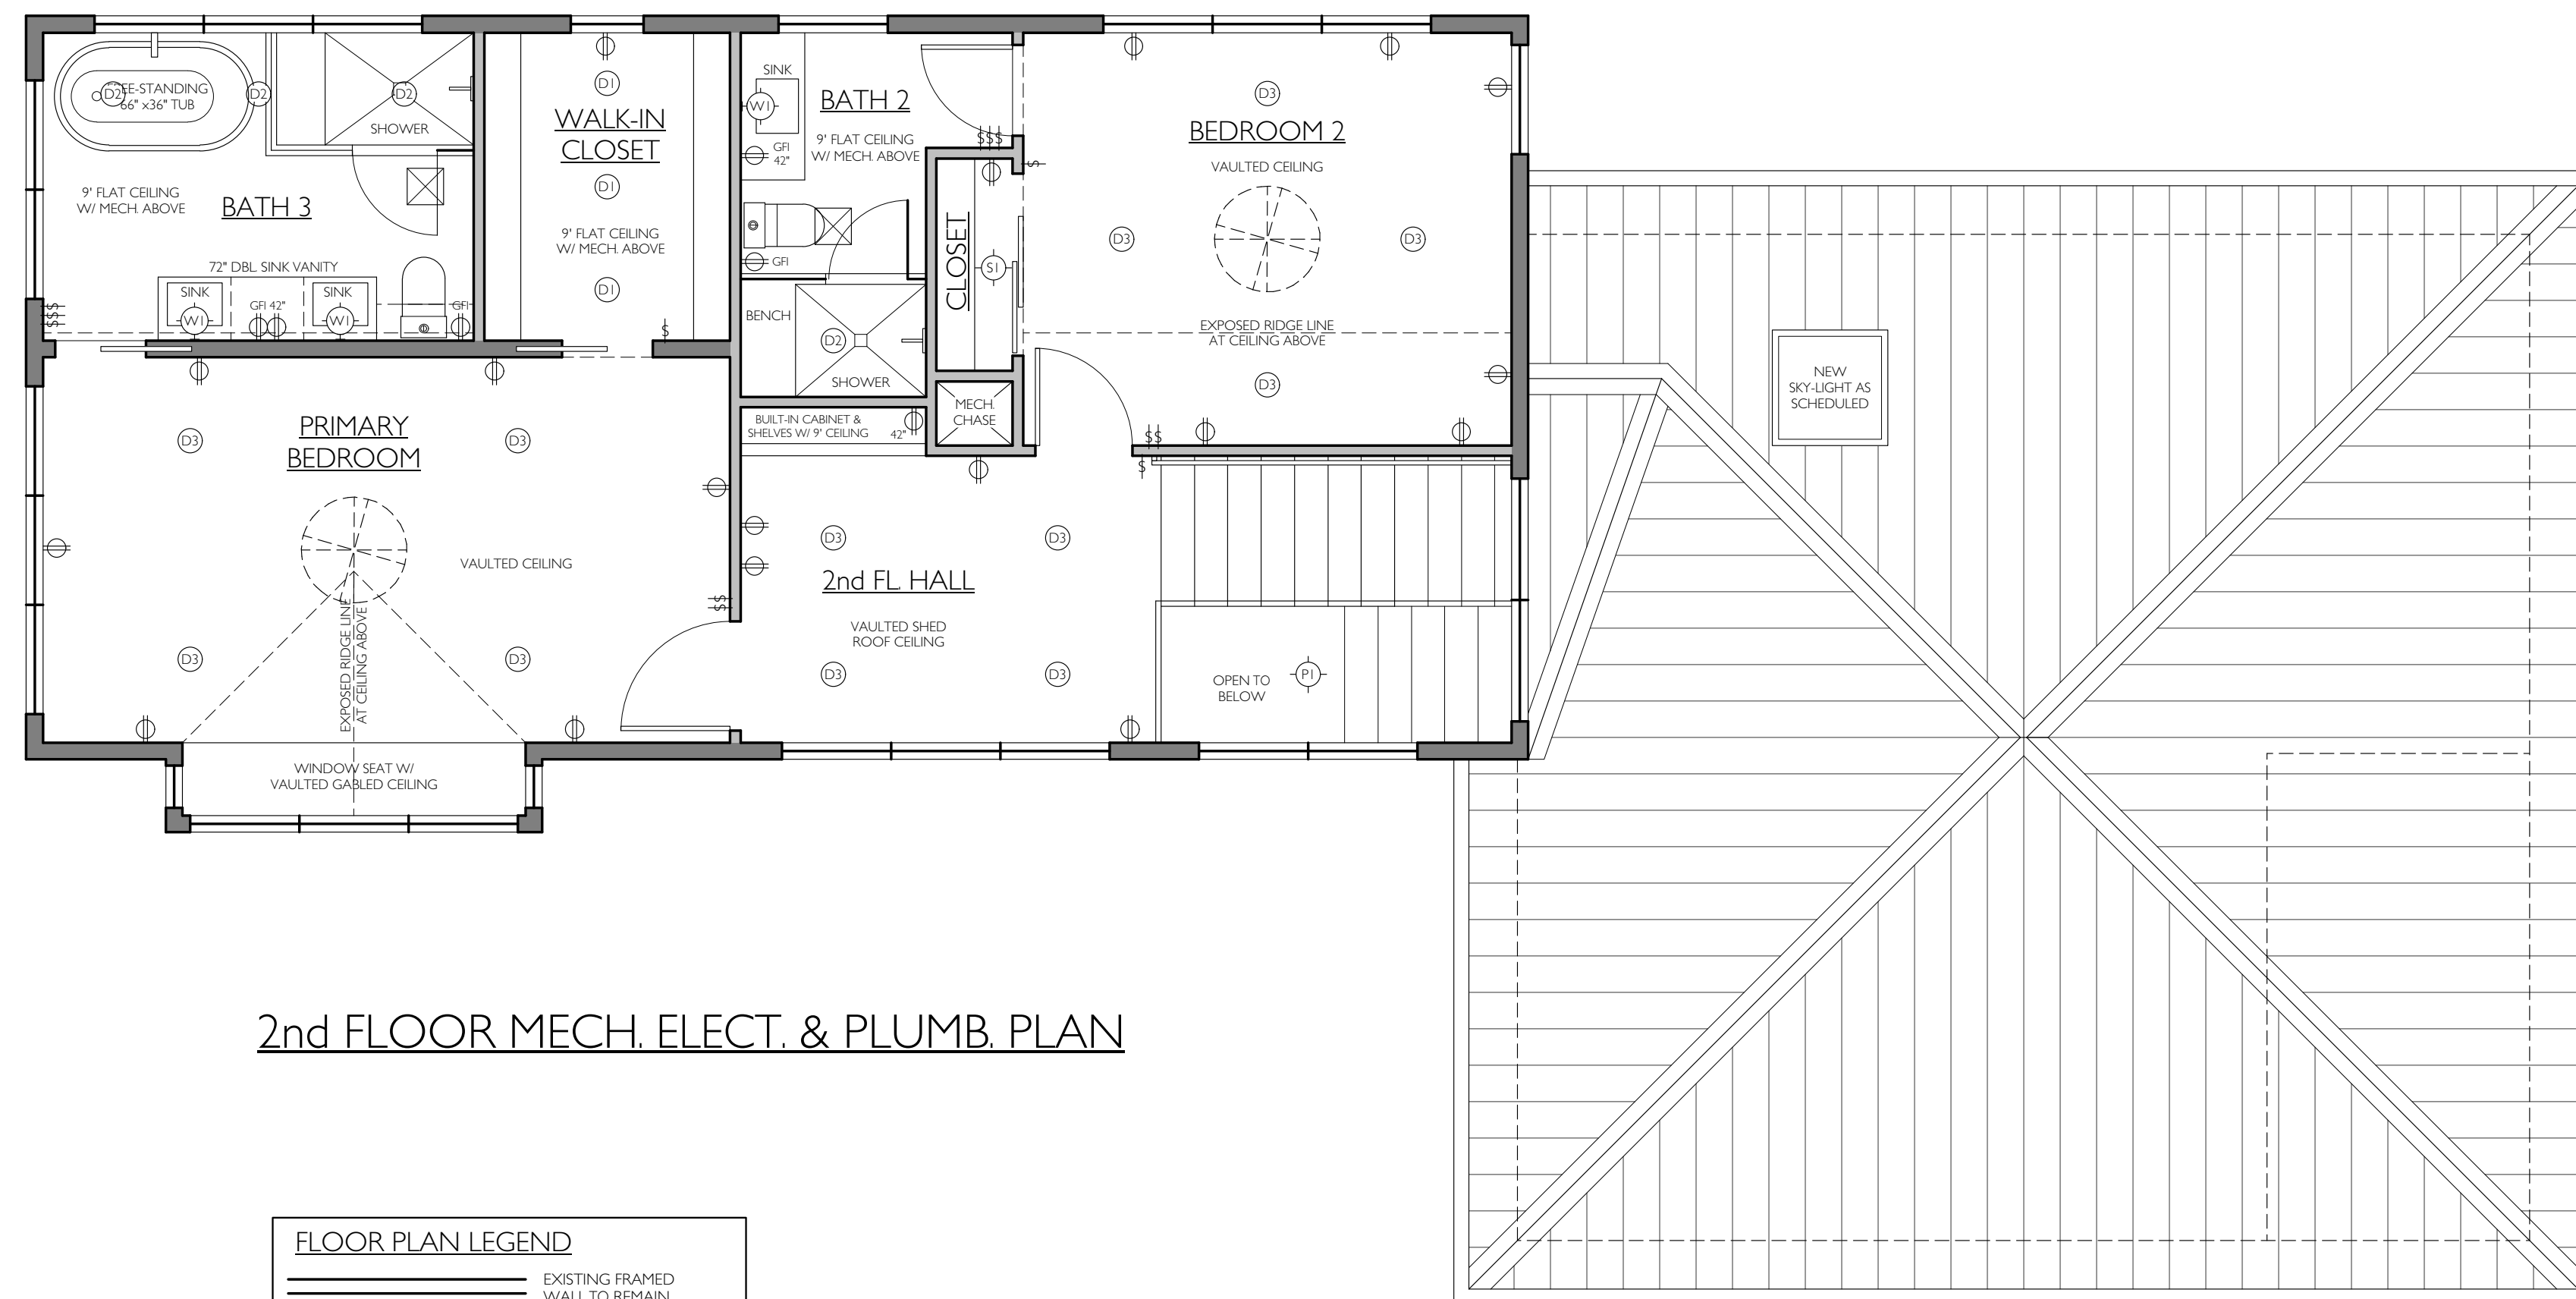 FREE-STANDING
66" x36" TUB
D2
D2
D2
SHOWER
9' FLAT CEILING
W/ MECH. ABOVE
BATH 3
72" DBL. SINK VANITY
SINK
GFI 42"
SINK
GFI
W1
W1
$$$
D1
WALK-IN
CLOSET
D1
9' FLAT CEILING
W/ MECH. ABOVE
D1
$
SINK
W1
BATH 2
GFI
42"
9' FLAT CEILING
W/ MECH. ABOVE
$$$
GFI
BENCH
D2
SHOWER
BUILT-IN CABINET &
SHELVES W/ 9' CEILING
42"
CLOSET
S1
MECH.
CHASE
$
D3
BEDROOM 2
VAULTED CEILING
D3
D3
EXPOSED RIDGE LINE
AT CEILING ABOVE
D3
$$
$
PRIMARY
BEDROOM
D3
D3
VAULTED CEILING
$$
EXPOSED RIDGE LINE
AT CEILING ABOVE
D3
D3
WINDOW SEAT W/
VAULTED GABLED CEILING
D3
D3
2nd FL. HALL
VAULTED SHED
ROOF CEILING
D3
D3
OPEN TO
BELOW
P1
NEW
SKY-LIGHT AS
SCHEDULED
2nd FLOOR MECH. ELECT. & PLUMB. PLAN
FLOOR PLAN LEGEND
EXISTING FRAMED
WALL TO REMAIN